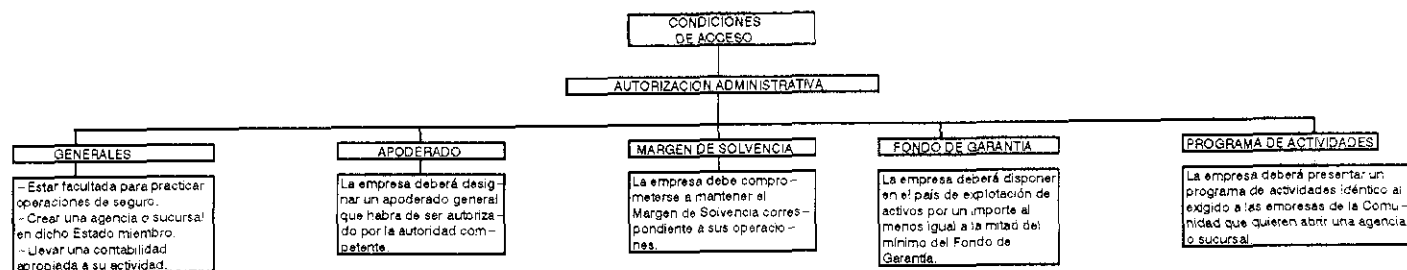 CONDICIONES
DE ACCESO
AUTORIZACION ADMINISTRATIVA
GENERALES
– Estar facultada para practicar
operaciones de seguro.
– Crear una agencia o sucursal
en dicho Estado miembro.
– Llevar una contabilidad
apropiada a su actividad.
APODERADO
La empresa deberá desig–
nar un apoderado general
que habra de ser autoriza–
do por la autoridad com–
petente.
MARGEN DE SOLVENCIA
La empresa debe compro–
meterse a mantener el
Margen de Solvencia corres–
pondiente a sus operacio–
nes.
FONDO DE GARANTIA
La empresa deberá disponer
en el país de explotación de
activos por un importe al
menos igual a la mitad del
mínimo del Fondo de
Garantía.
PROGRAMA DE ACTIVIDADES
La empresa deberá presentar un
programa de actividades idéntico al
exigido a las empresas de la Comu–
nidad que quieren abrir una agencia
o sucursal.